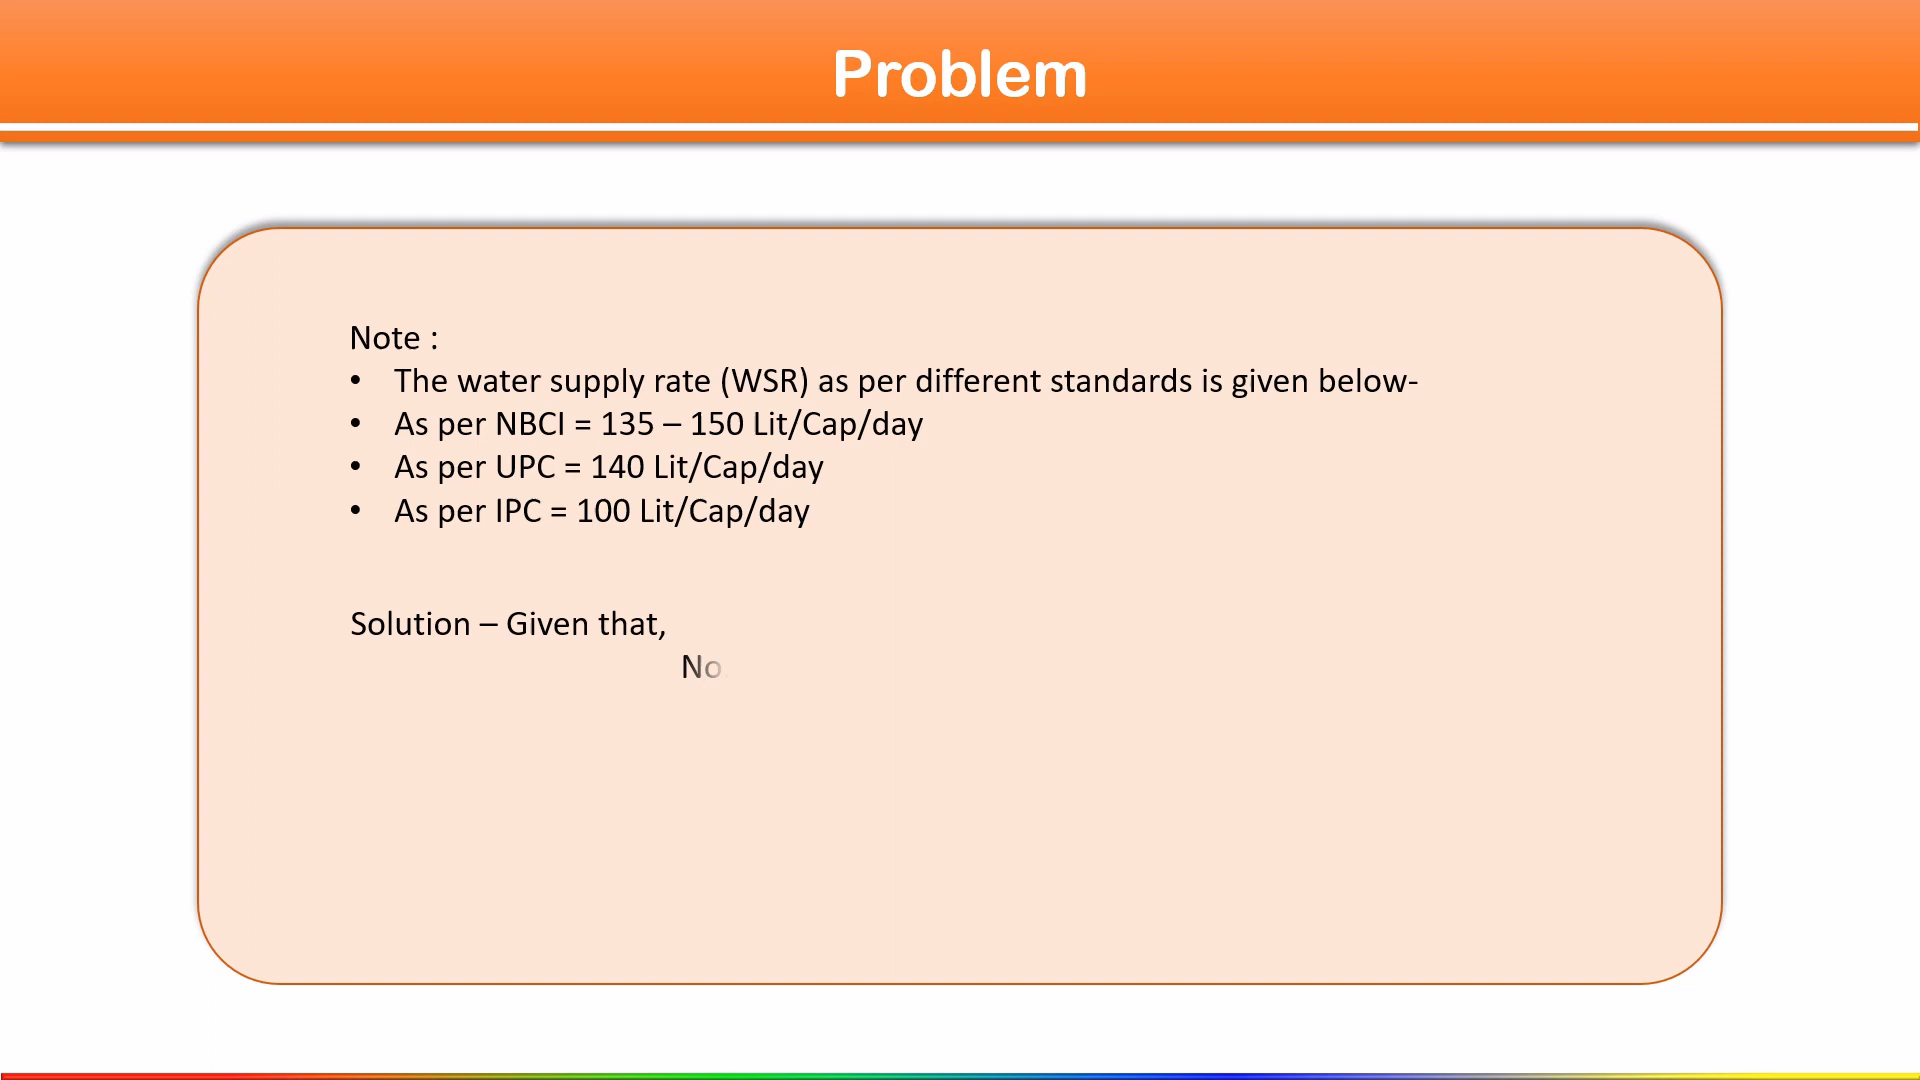 Problem
Note :
• The water supply rate (WSR) as per different standards is given below-
• As per NBCI = 135 – 150 Lit/Cap/day
• As per UPC = 140 Lit/Cap/day
• As per IPC = 100 Lit/Cap/day
Solution – Given that,
No